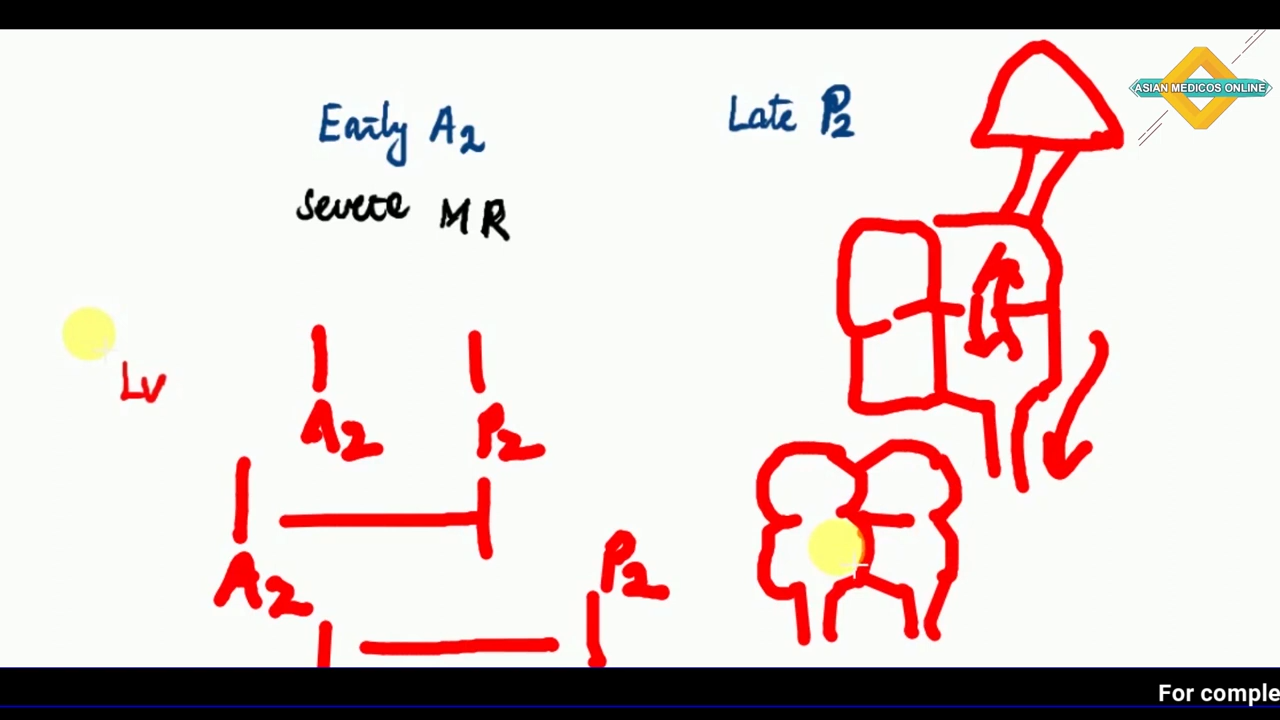 ASIAN MEDICOS ONLINE
Early A2
Late P2
severe MR
LV
A2
P2
A2
P2
For comple